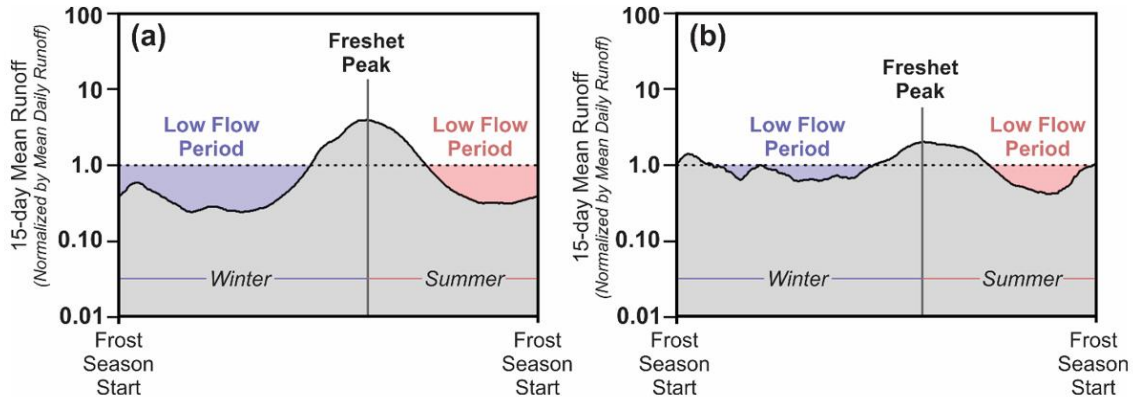 15-day Mean Runoff
(Normalized by Mean Daily Runoff)
100
10
1.0
0.10
0.01
(a)
Freshet
Peak
Low Flow
Period
Low Flow
Period
Winter
Summer
Frost
Season
Start
Frost
Season
Start
15-day Mean Runoff
(Normalized by Mean Daily Runoff)
100
10
1.0
0.10
0.01
(b)
Freshet
Peak
Low Flow
Period
Low Flow
Period
Winter
Summer
Frost
Season
Start
Frost
Season
Start